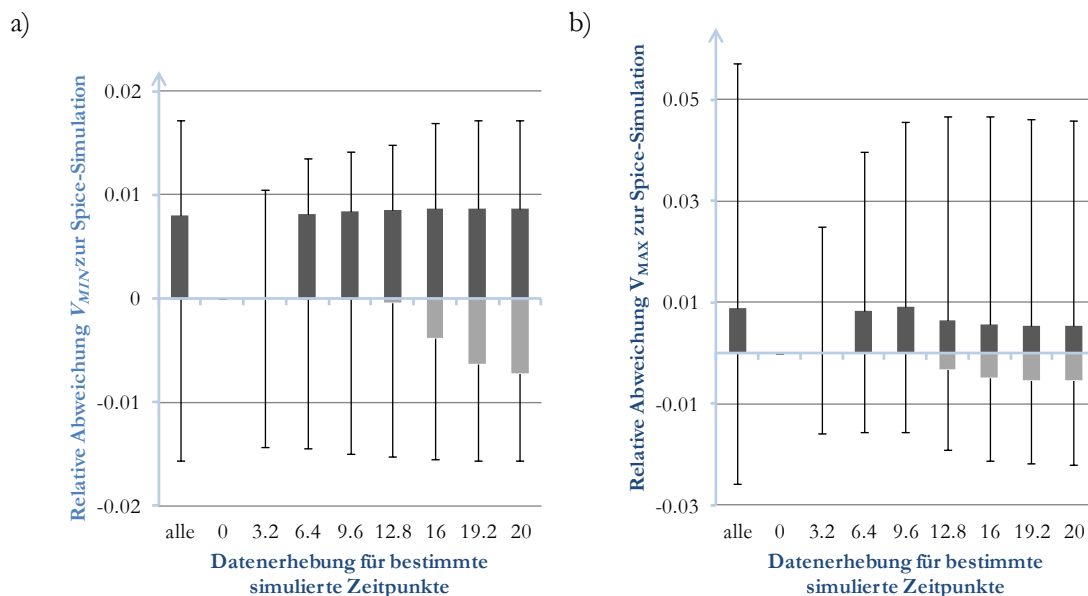 a)
Relative Abweichung VMIN zur Spice-Simulation
0.02
0.01
0
-0.01
-0.02
alle 0 3.2 6.4 9.6 12.8 16 19.2 20
Datenerhebung für bestimmte
simulierte Zeitpunkte
b)
Relative Abweichung VMAX zur Spice-Simulation
0.05
0.03
0.01
-0.01
-0.03
alle 0 3.2 6.4 9.6 12.8 16 19.2 20
Datenerhebung für bestimmte
simulierte Zeitpunkte